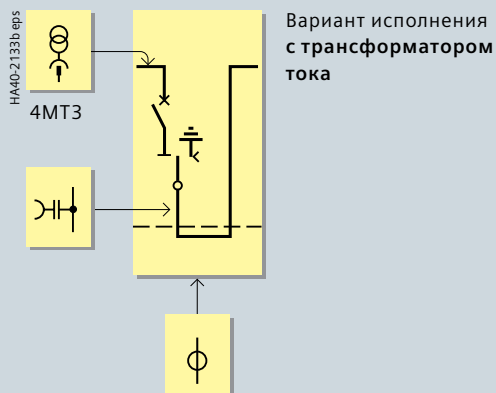 HA40-2133b eps
4MT3
Вариант исполнения
с трансформатором
тока